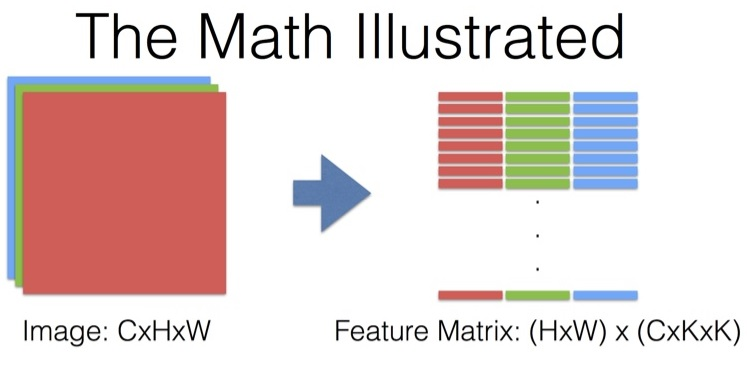 The Math Illustrated
Image: CxHxW
Feature Matrix: (HxW) x (CxKxK)